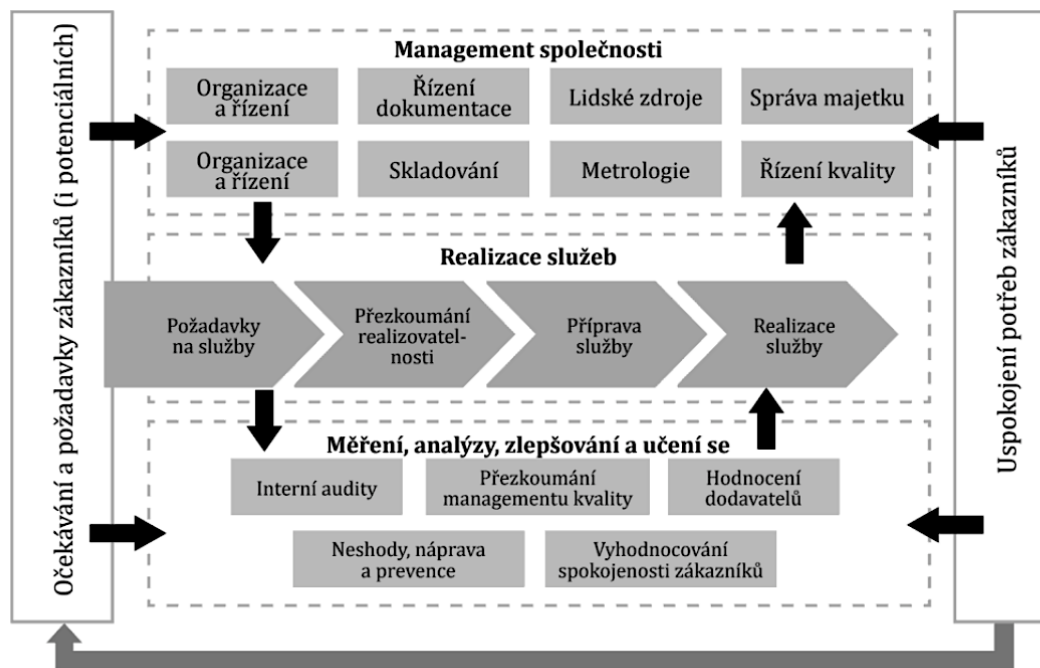 Očekávání a požadavky zákazníků (i potenciálních)
Management společnosti
Organizace
a řízení
Řízení
dokumentace
Lidské zdroje
Správa majetku
Organizace
a řízení
Skladování
Metrologie
Řízení kvality
Realizace služeb
Požadavky
na služby
Přezkoumání
realizovatel-
nosti
Příprava
služby
Realizace
služby
Měření, analýzy, zlepšování a učení se
Interní audity
Přezkoumání
managementu kvality
Hodnocení
dodavatelů
Neshody, náprava
a prevence
Vyhodnocování
spokojenosti zákazníků
Uspokojení potřeb zákazníků